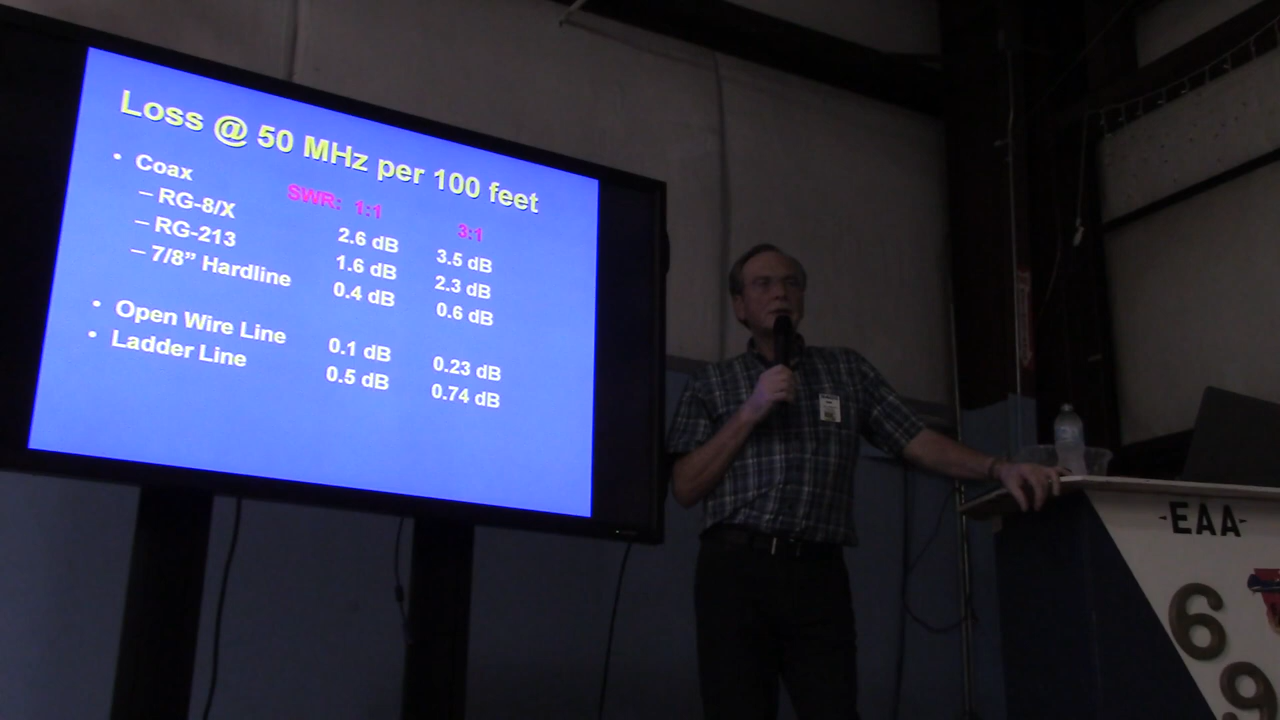 Loss @ 50 MHz per 100 feet
• Coax SWR: 1:1 3:1
– RG-8/X 2.6 dB 3.5 dB
– RG-213 1.6 dB 2.3 dB
– 7/8” Hardline 0.4 dB 0.6 dB
• Open Wire Line 0.1 dB 0.23 dB
• Ladder Line 0.5 dB 0.74 dB
-EAA-
69